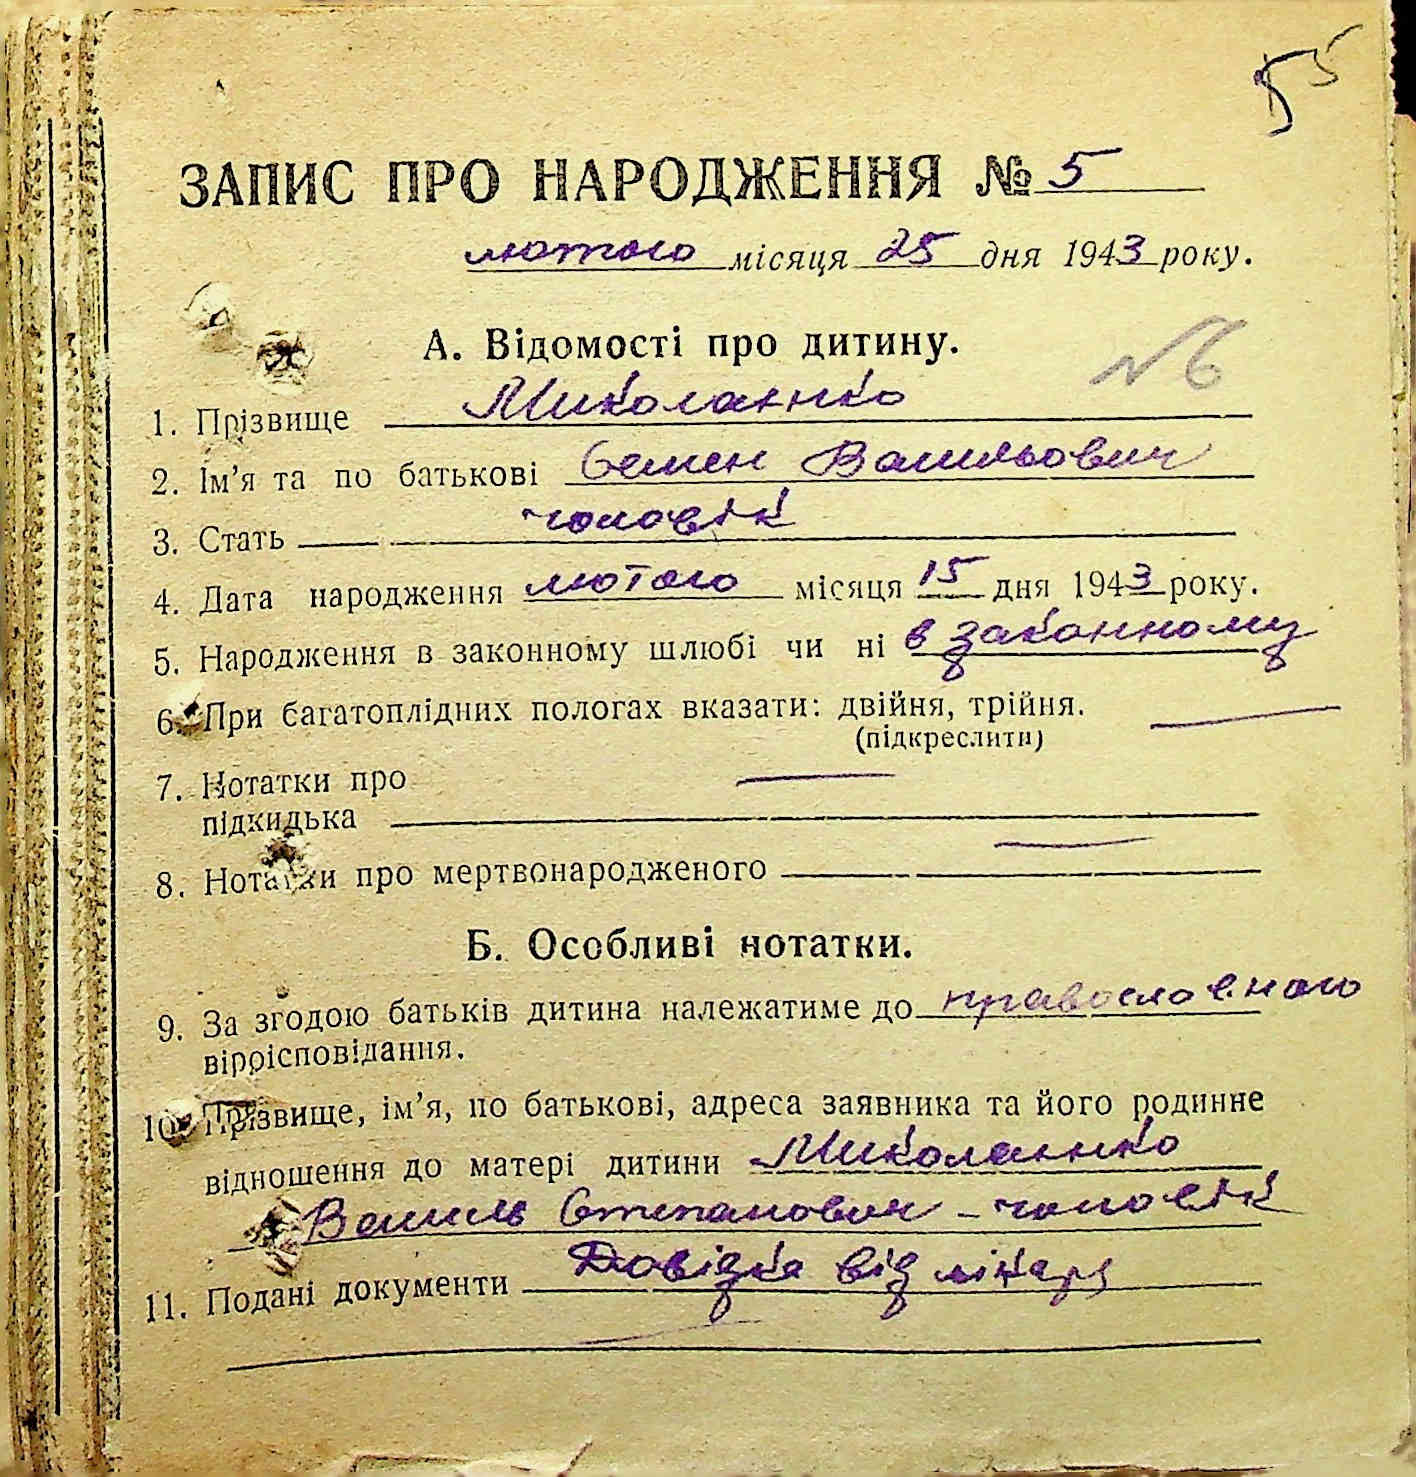 55
ЗАПИС ПРО НАРОДЖЕННЯ № 5
лютого місяця 25 дня 1943 року.
А. Відомості про дитину.
№6
1. Прізвище Миколаєнко
2. Ім'я та по батькові Семен Васильович
3. Стать чоловік
4. Дата народження лютого місяця 15 дня 1943 року.
5. Народження в законному шлюбі чи ні в законному
6. При багатоплідних пологах вказати: двійня, трійня. —
(підкреслити)
7. Нотатки про —
підкидька
8. Нотатки про мертвонародженого —
Б. Особливі нотатки.
9. За згодою батьків дитина належатиме до православного
віросповідання.
10. Прізвище, ім'я, по батькові, адреса заявника та його родинне
відношення до матері дитини Миколаєнко
Василь Степанович - чоловік
11. Подані документи Довідка від лікаря